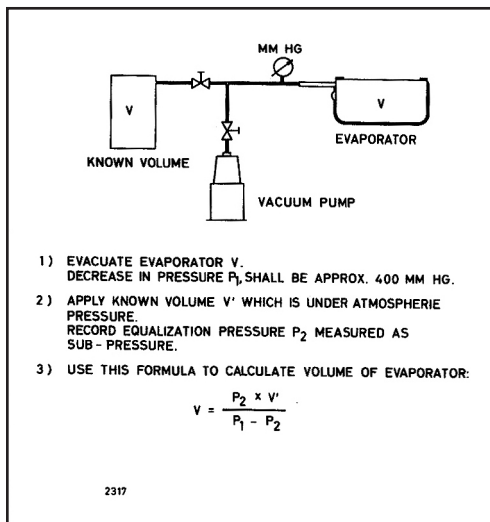 MM HG
V
V
KNOWN VOLUME
EVAPORATOR
VACUUM PUMP
1) EVACUATE EVAPORATOR V.
DECREASE IN PRESSURE P₁, SHALL BE APPROX. 400 MM HG.
2) APPLY KNOWN VOLUME V' WHICH IS UNDER ATMOSPHERIE
PRESSURE.
RECORD EQUALIZATION PRESSURE P₂ MEASURED AS
SUB-PRESSURE.
3) USE THIS FORMULA TO CALCULATE VOLUME OF EVAPORATOR:
V = (P₂ × V') / (P₁ - P₂)
2317